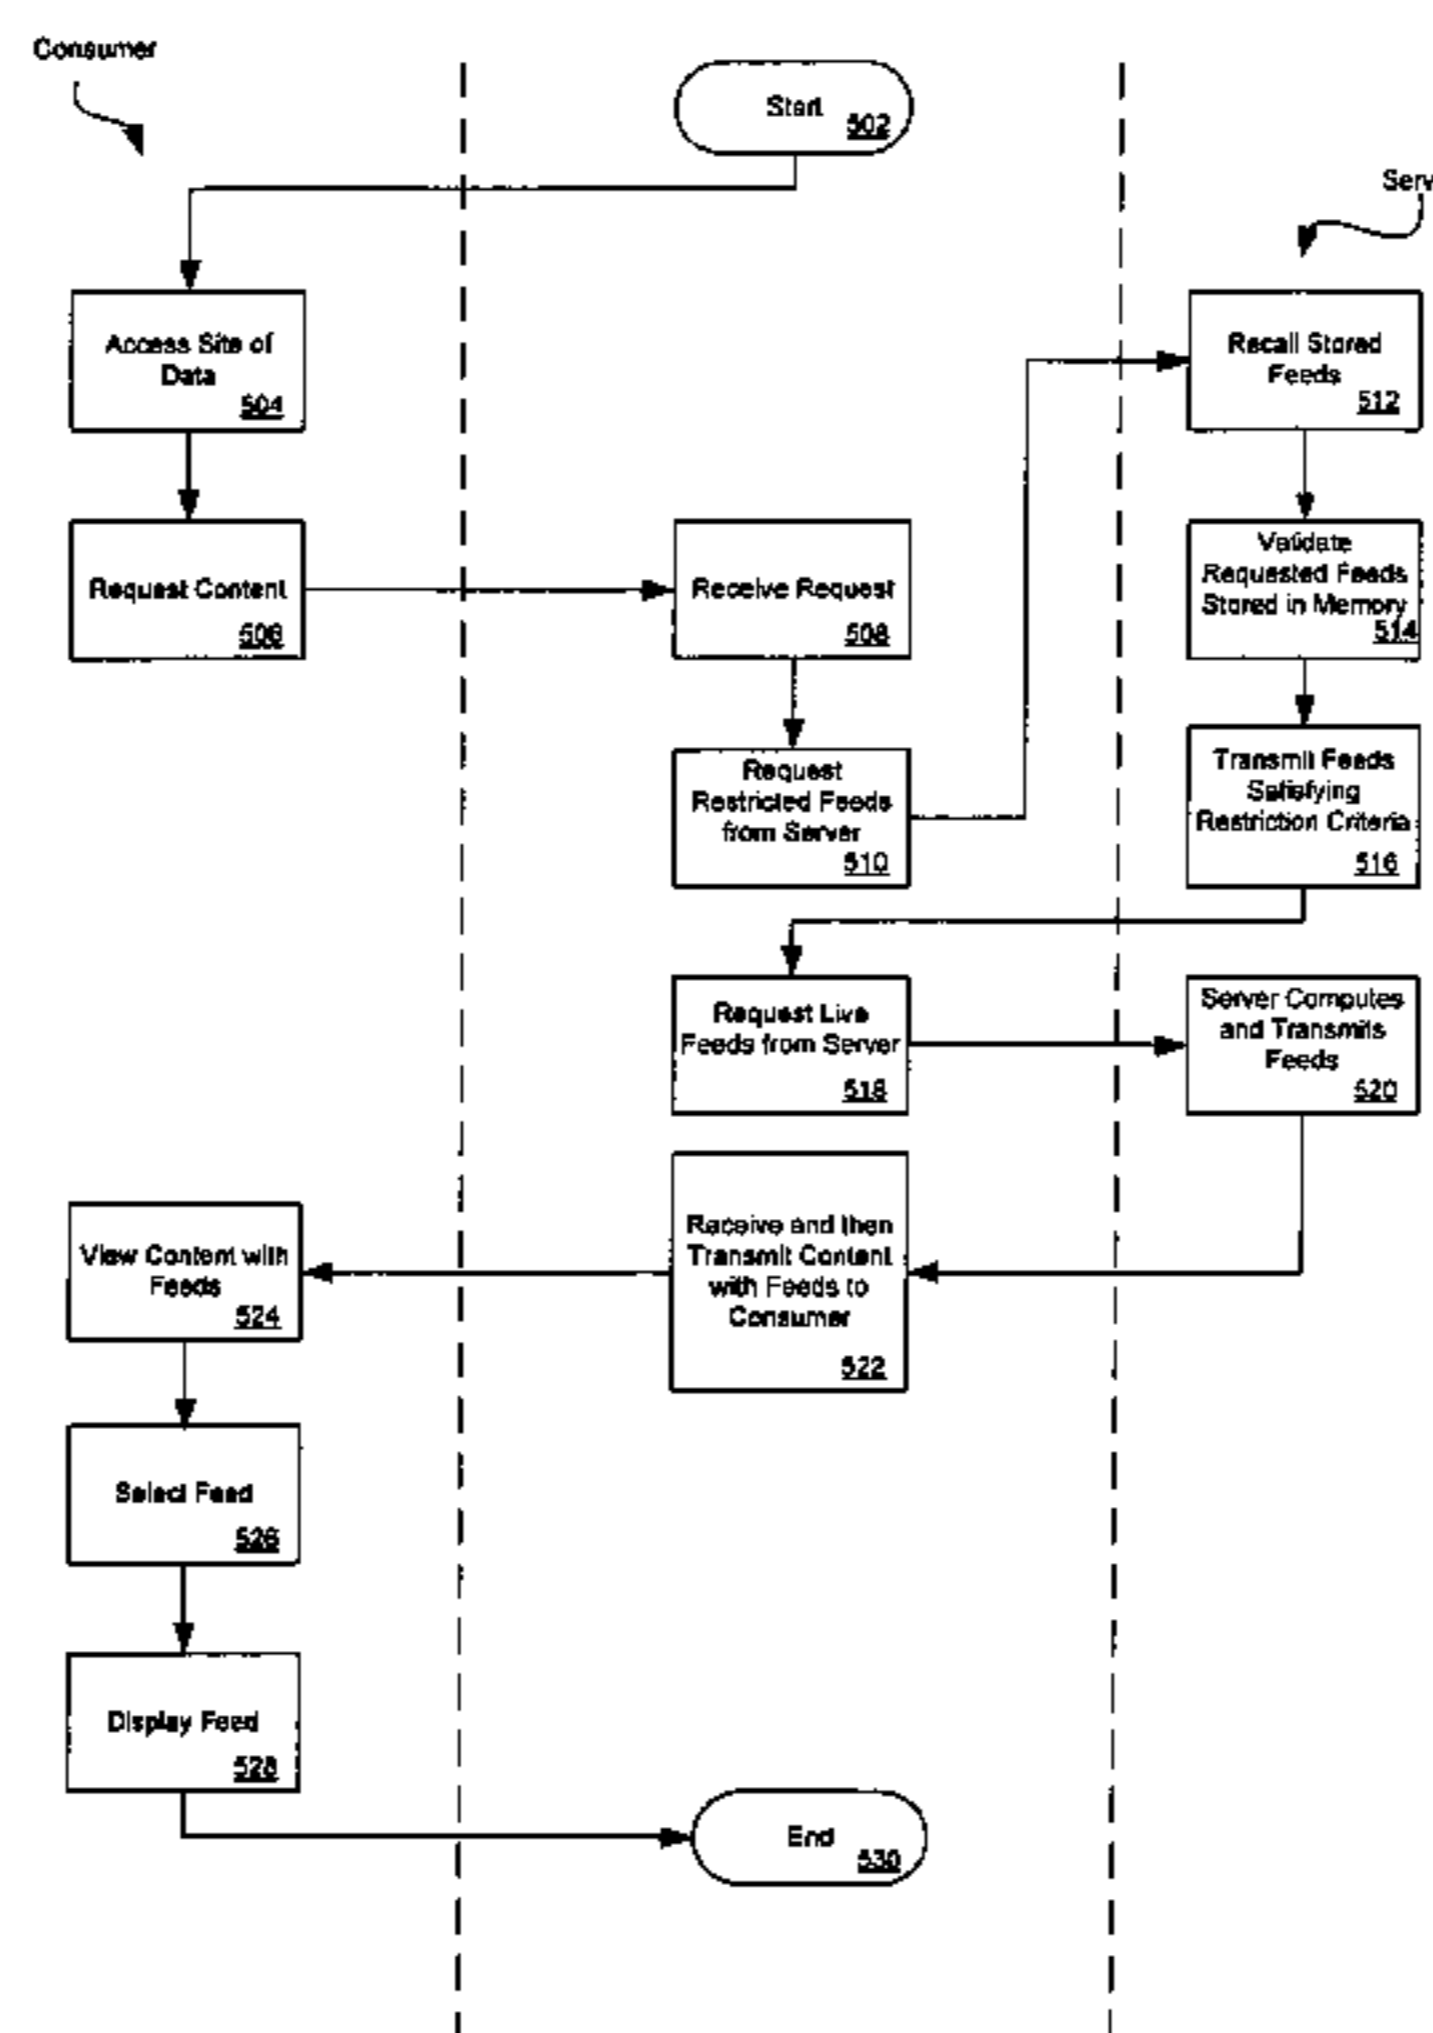 Consumer
Start
502
Serv
Access Site of
Data
504
Recall Stored
Feeds
512
Request Content
506
Receive Request
508
Validate
Requested Feeds
Stored in Memory
514
Request
Restricted Feeds
from Server
510
Transmit Feeds
Satisfying
Restriction Criteria
516
Request Live
Feeds from Server
518
Server Computes
and Transmits
Feeds
520
Receive and then
Transmit Content
with Feeds to
Consumer
522
View Content with
Feeds
524
Select Feed
526
Display Feed
528
End
530